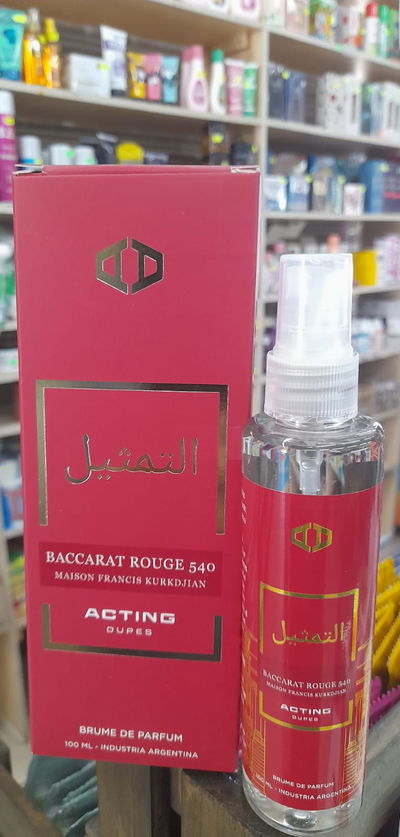 التمثيل
BACCARAT ROUGE 540
MAISON FRANCIS KURKDJIAN
ACTING
DUPES
BRUME DE PARFUM
100 ML - INDUSTRIA ARGENTINA
التمثيل
BACCARAT ROUGE 540
MAISON FRANCIS KURKDJIAN
ACTING
DUPES
BRUME DE PARFUM
100 ML - INDUSTRIA ARGENTINA